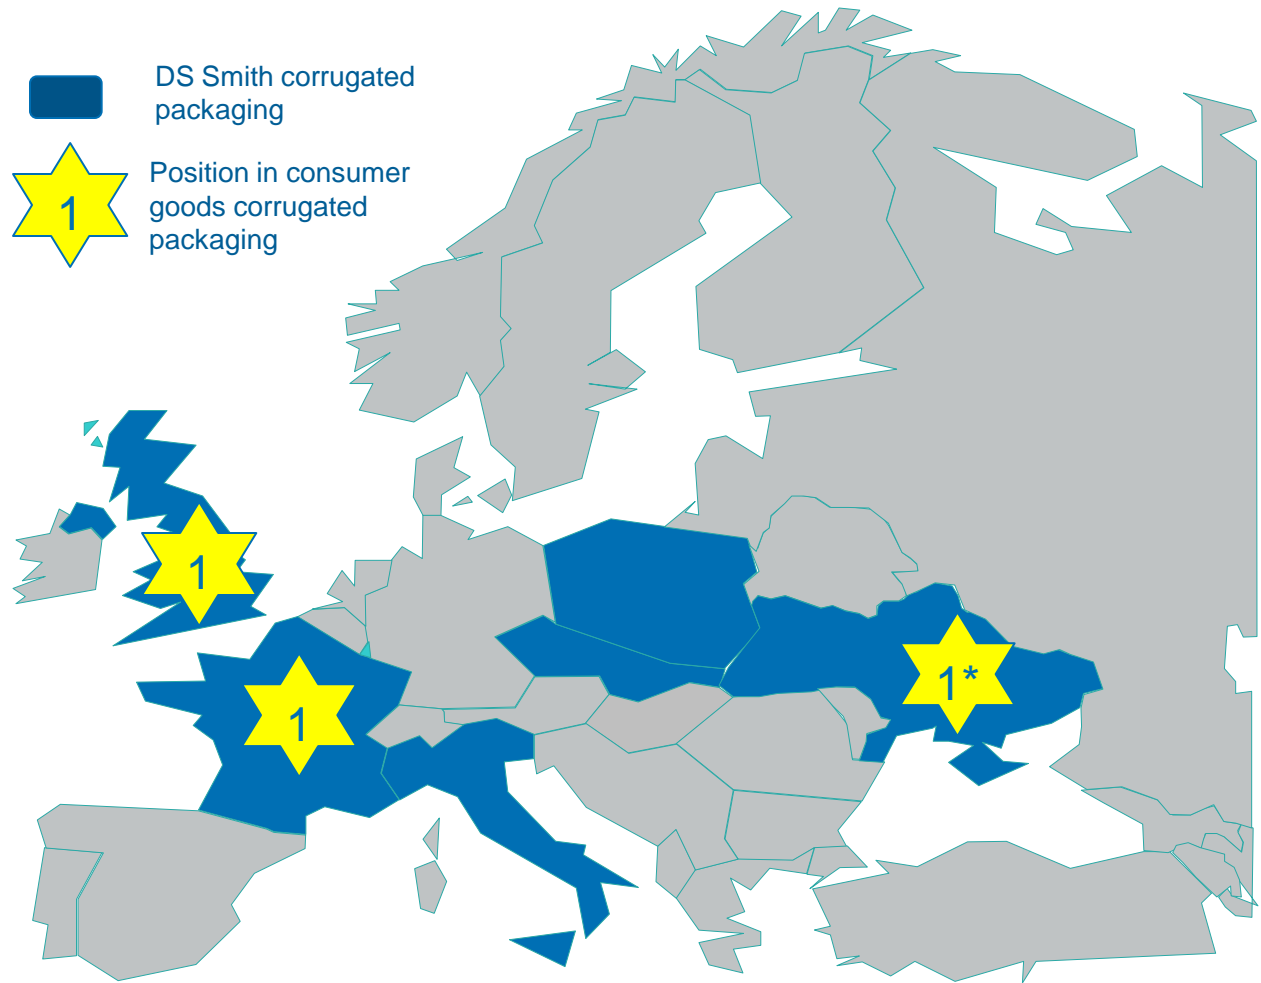 DS Smith corrugated
packaging
1
Position in consumer
goods corrugated
packaging
1
1
1*